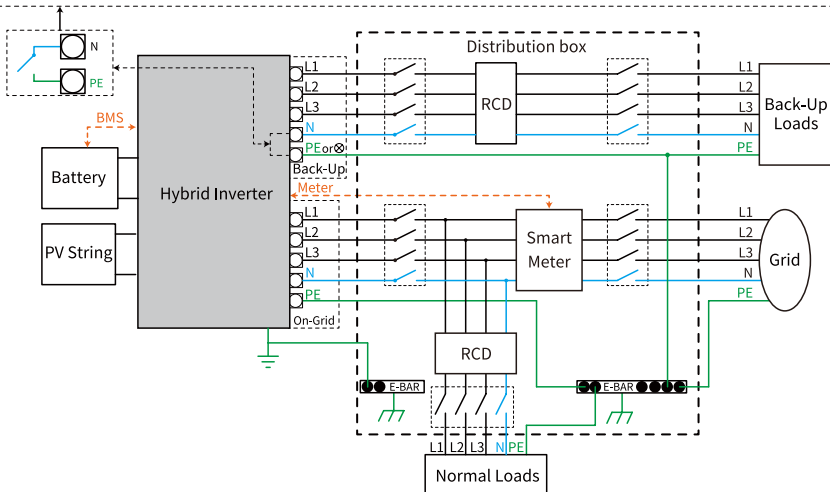 N
PE
BMS
Battery
PV String
Hybrid Inverter
L1
L2
L3
N
PEor⊗
Back-Up
Meter
L1
L2
L3
N
PE
On-Grid
Distribution box
RCD
L1
L2
L3
N
PE
Back-Up
Loads
Smart
Meter
L1
L2
L3
N
PE
Grid
RCD
E-BAR
E-BAR
L1 L2 L3 N PE
Normal Loads